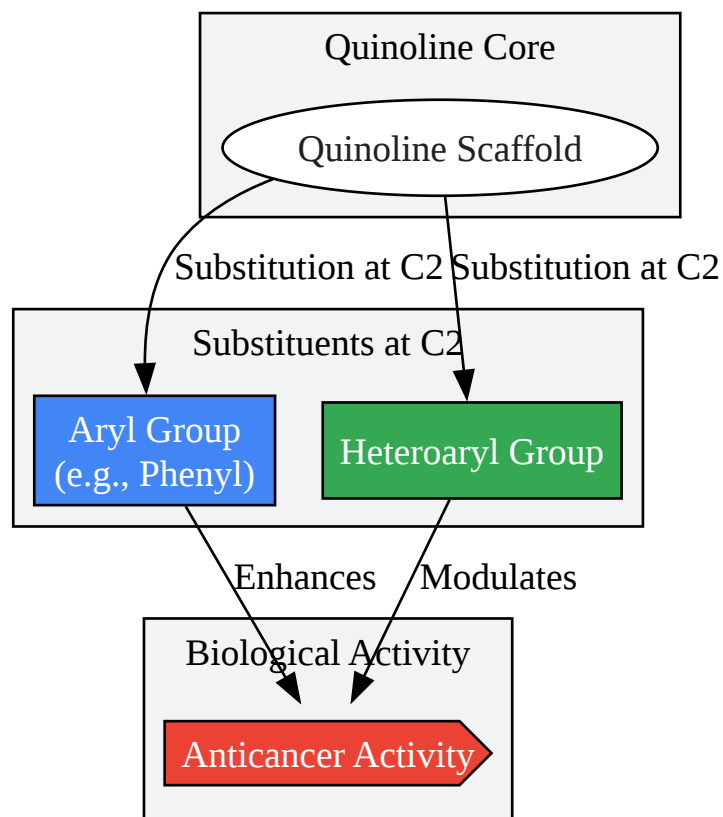 Quinoline Core
Quinoline Scaffold
Substitution at C2
Substitution at C2
Substituents at C2
Aryl Group
(e.g., Phenyl)
Heteroaryl Group
Enhances
Modulates
Biological Activity
Anticancer Activity